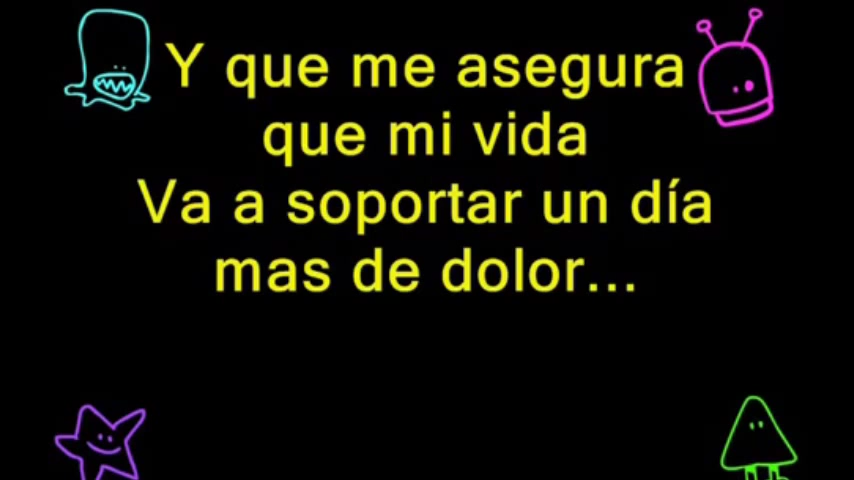 Y que me asegura
que mi vida
Va a soportar un día
mas de dolor...